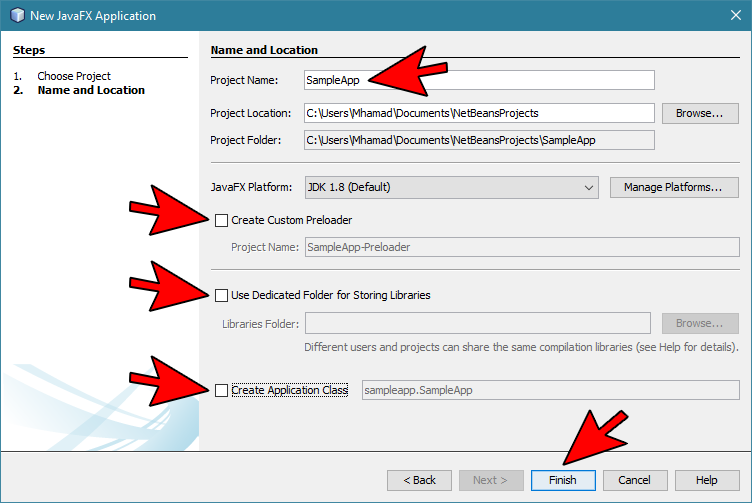 New JavaFX Application
Steps
1. Choose Project
2. Name and Location
Name and Location
Project Name: SampleApp
Project Location: C:\Users\Mhamad\Documents\NetBeansProjects Browse...
Project Folder: C:\Users\Mhamad\Documents\NetBeansProjects\SampleApp
JavaFX Platform: JDK 1.8 (Default) Manage Platforms...
Create Custom Preloader
Project Name: SampleApp-Preloader
Use Dedicated Folder for Storing Libraries
Libraries Folder: Browse...
Different users and projects can share the same compilation libraries (see Help for details).
Create Application Class sampleapp.SampleApp
< Back Next > Finish Cancel Help